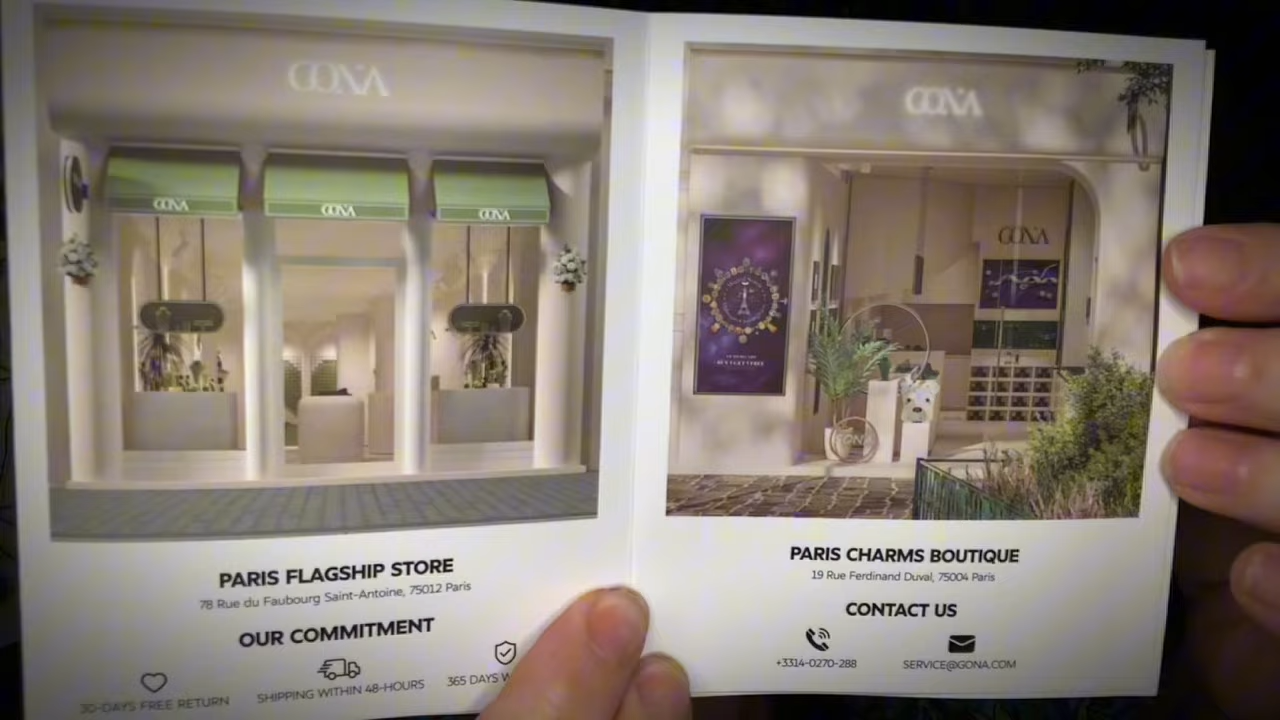 GONA
GONA
GONA
GONA
PARIS FLAGSHIP STORE
78 Rue du Faubourg Saint-Antoine, 75012 Paris
OUR COMMITMENT
30-DAYS FREE RETURN
SHIPPING WITHIN 48-HOURS
365 DAYS
GONA
GONA
GONA
PARIS CHARMS BOUTIQUE
19 Rue Ferdinand Duval, 75004 Paris
CONTACT US
+3314-0270-288
SERVICE@GONA.COM